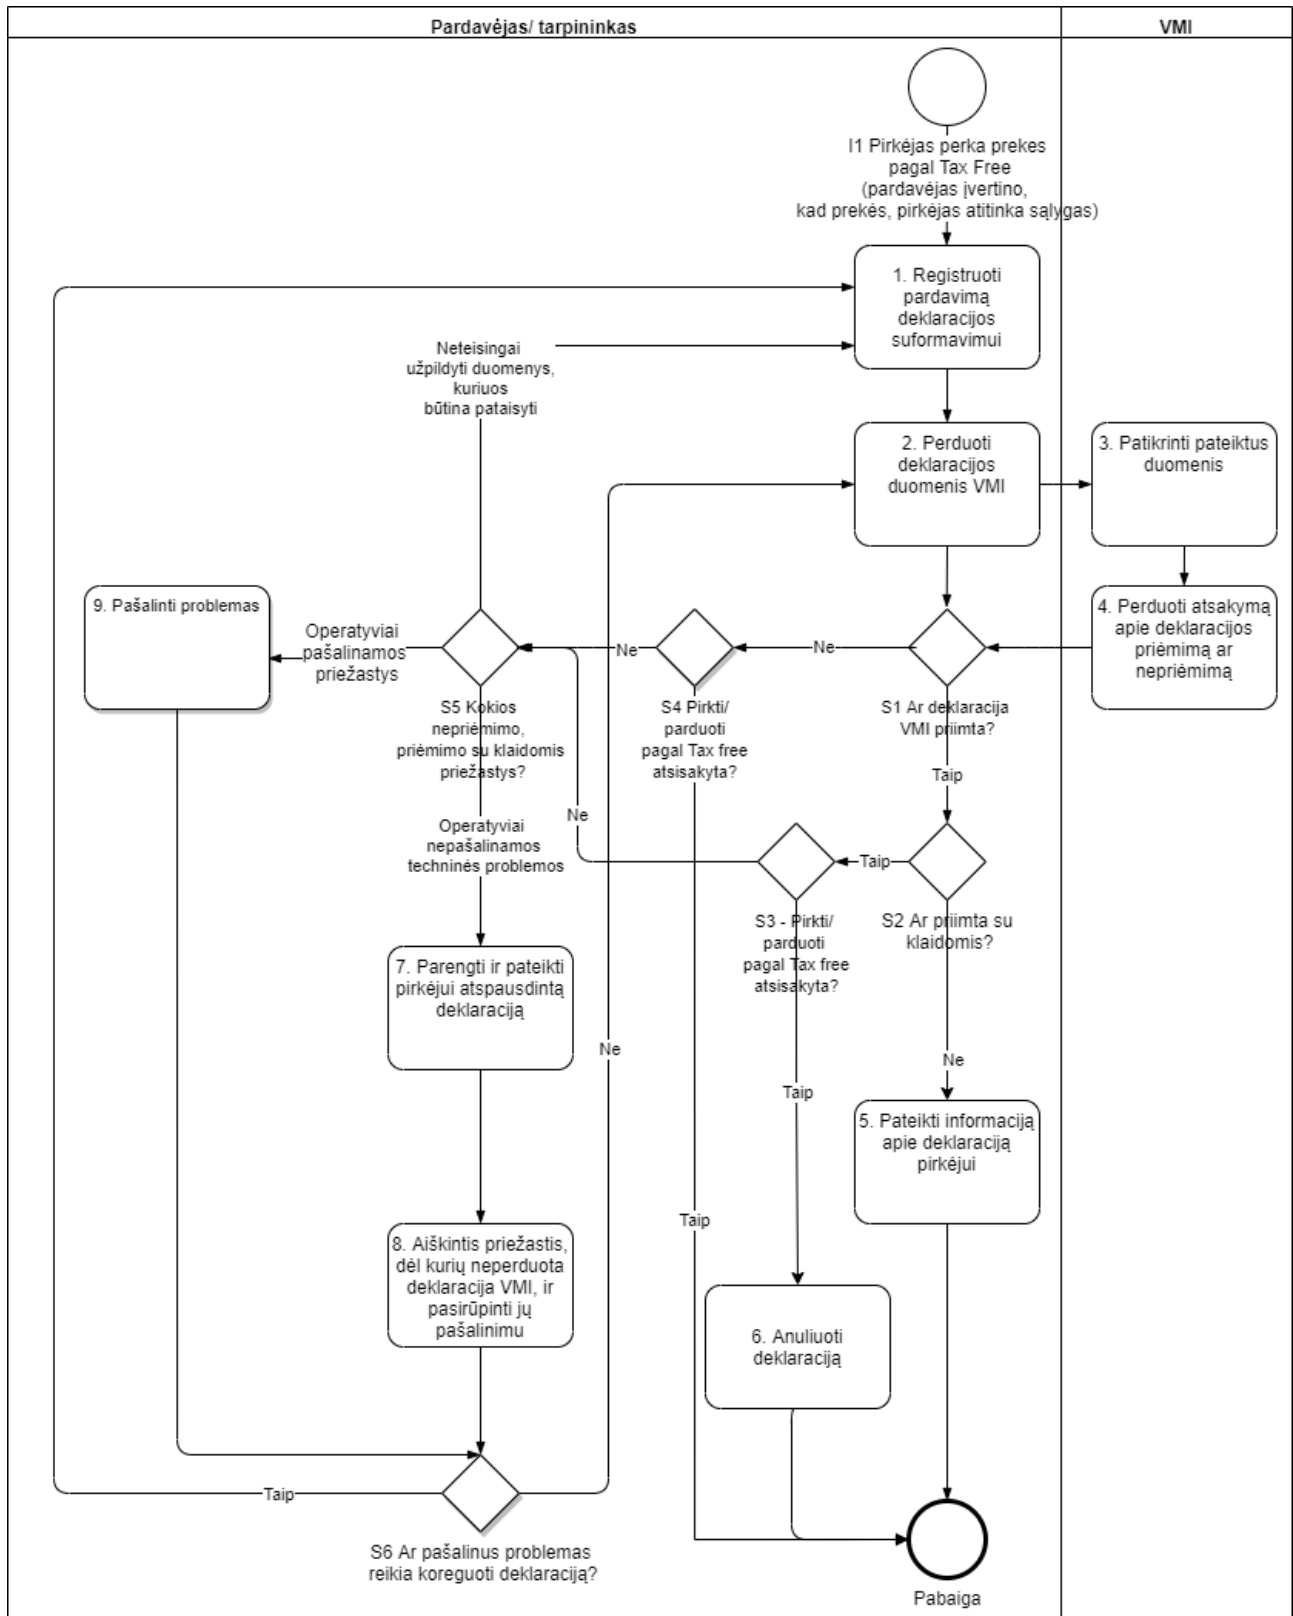 Pardavėjas/ tarpininkas
VMI
I1 Pirkėjas perka prekes
pagal Tax Free
(pardavėjas įvertino,
kad prekės, pirkėjas atitinka sąlygas)
1. Registruoti
pardavimą
deklaracijos
suformavimui
Neteisingai
užpildyti duomenys,
kuriuos
būtina pataisyti
2. Perduoti
deklaracijos
duomenis VMI
3. Patikrinti pateiktus
duomenis
9. Pašalinti problemas
4. Perduoti atsakymą
apie deklaracijos
priėmimą ar
nepriėmimą
Operatyviai
pašalinamos
priežastys
Ne
Ne
S5 Kokios
nepriėmimo,
priėmimo su klaidomis
priežastys?
S4 Pirkti/
parduoti
pagal Tax free
atsisakyta?
S1 Ar deklaracija
VMI priimta?
Taip
Ne
Operatyviai
nepašalinamos
techninės problemos
Taip
S3 - Pirkti/
parduoti
pagal Tax free
atsisakyta?
S2 Ar priimta su
klaidomis?
7. Parengti ir pateikti
pirkėjui atspausdintą
deklaraciją
Ne
Ne
Taip
5. Pateikti informaciją
apie deklaraciją
pirkėjui
Taip
8. Aiškintis priežastis,
dėl kurių neperduota
deklaracija VMI, ir
pasirūpinti jų
pašalinimu
6. Anuliuoti
deklaraciją
Taip
S6 Ar pašalinus problemas
reikia koreguoti deklaraciją?
Pabaiga